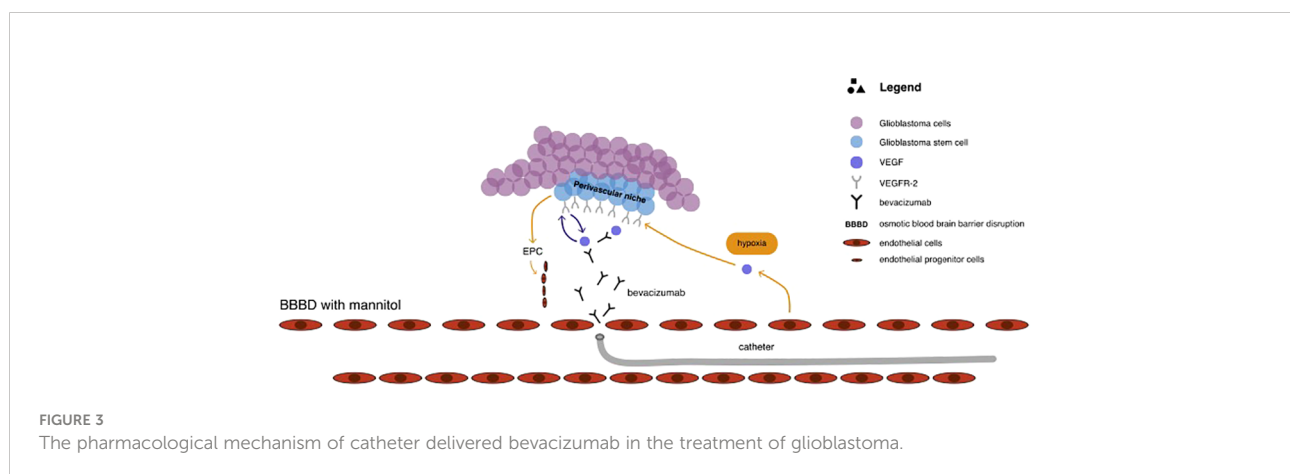 Legend
Glioblastoma cells
Glioblastoma stem cell
VEGF
VEGFR-2
bevacizumab
BBBD osmotic blood brain barrier disruption
endothelial cells
endothelial progenitor cells
Perivascular niche
hypoxia
EPC
bevacizumab
BBBD with mannitol
catheter
FIGURE 3
The pharmacological mechanism of catheter delivered bevacizumab in the treatment of glioblastoma.